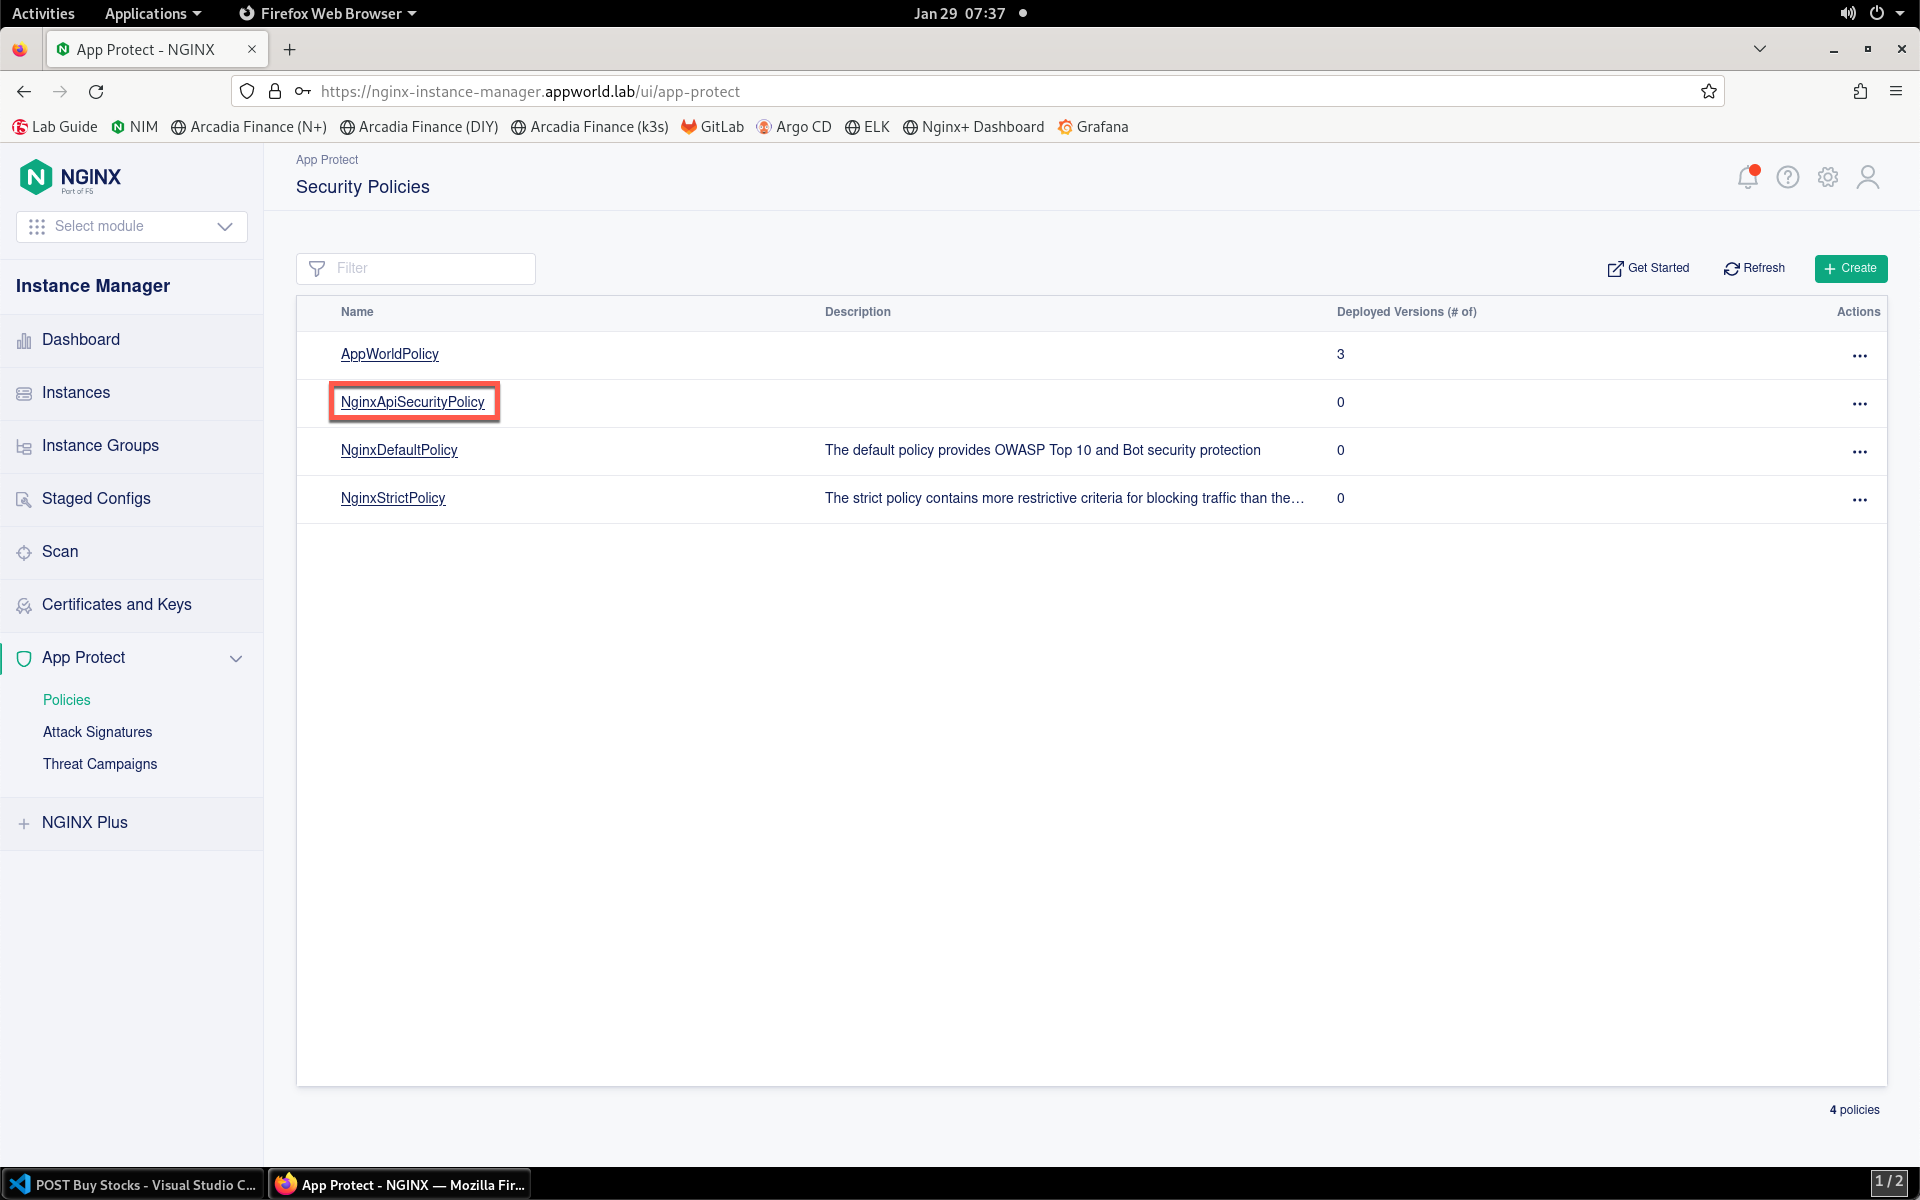 Activities Applications Firefox Web Browser Jan 29 07:37
App Protect - NGINX
https://nginx-instance-manager.appworld.lab/ui/app-protect
Lab Guide NIM Arcadia Finance (N+) Arcadia Finance (DIY) Arcadia Finance (k3s) GitLab Argo CD ELK Nginx+ Dashboard Grafana
NGINX
Part of F5
Select module
Instance Manager
Dashboard
Instances
Instance Groups
Staged Configs
Scan
Certificates and Keys
App Protect
Policies
Attack Signatures
Threat Campaigns
NGINX Plus
App Protect
Security Policies
Filter Get Started Refresh Create
Name Description Deployed Versions (# of) Actions
AppWorldPolicy 3
NginxApiSecurityPolicy 0
NginxDefaultPolicy The default policy provides OWASP Top 10 and Bot security protection 0
NginxStrictPolicy The strict policy contains more restrictive criteria for blocking traffic than the... 0
4 policies
POST Buy Stocks - Visual Studio C... App Protect - NGINX — Mozilla Fir... 1 / 2